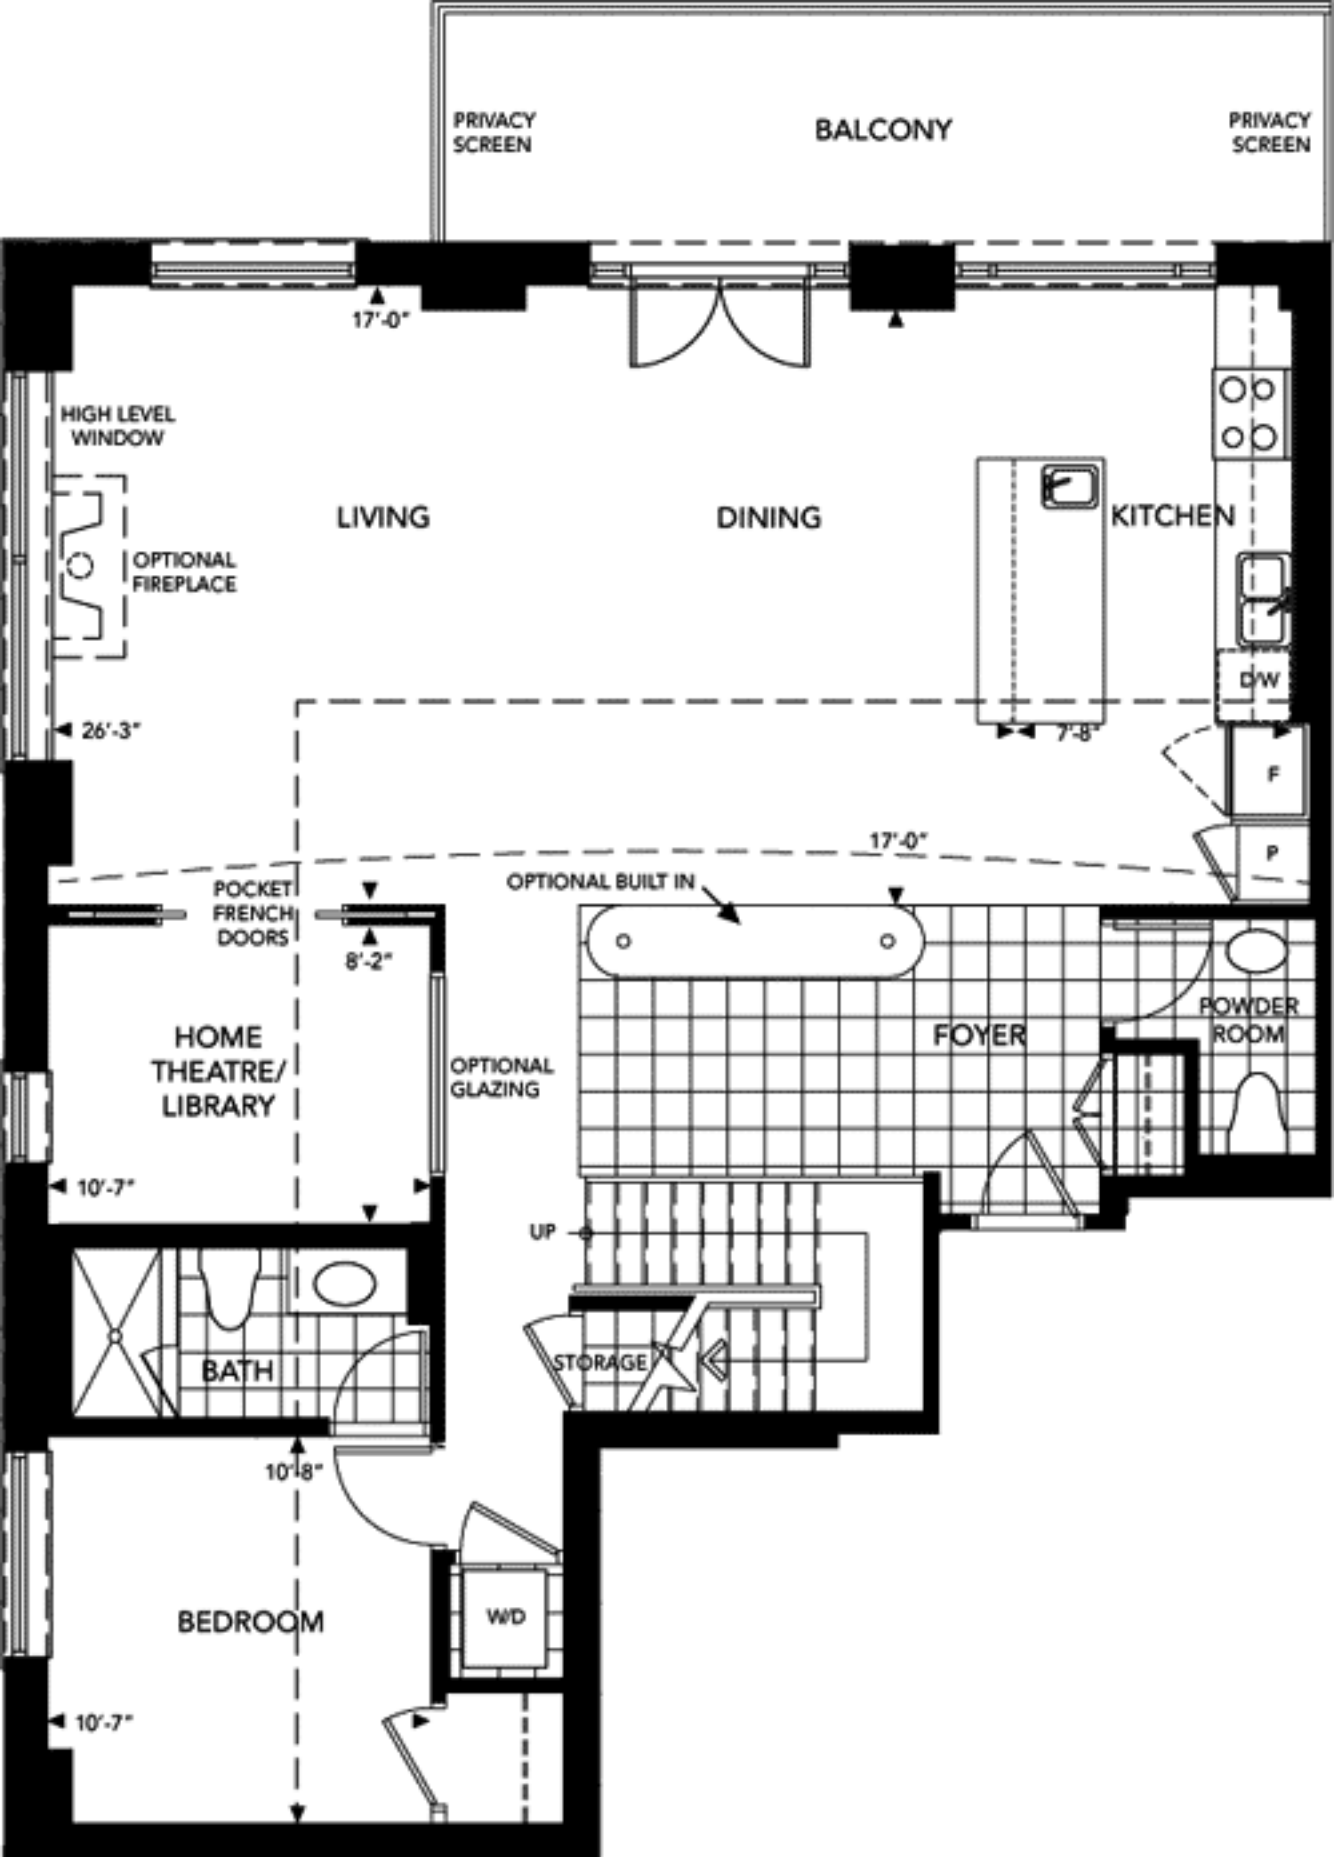 PRIVACY
SCREEN
BALCONY
PRIVACY
SCREEN
17'-0"
HIGH LEVEL
WINDOW
LIVING
DINING
KITCHEN
OPTIONAL
FIREPLACE
D/W
26'-3"
7'-8"
F
17'-0"
P
OPTIONAL BUILT IN
POCKET
FRENCH
DOORS
8'-2"
HOME
THEATRE/
LIBRARY
OPTIONAL
GLAZING
FOYER
POWDER
ROOM
10'-7"
UP
BATH
STORAGE
10'-8"
BEDROOM
W/D
10'-7"